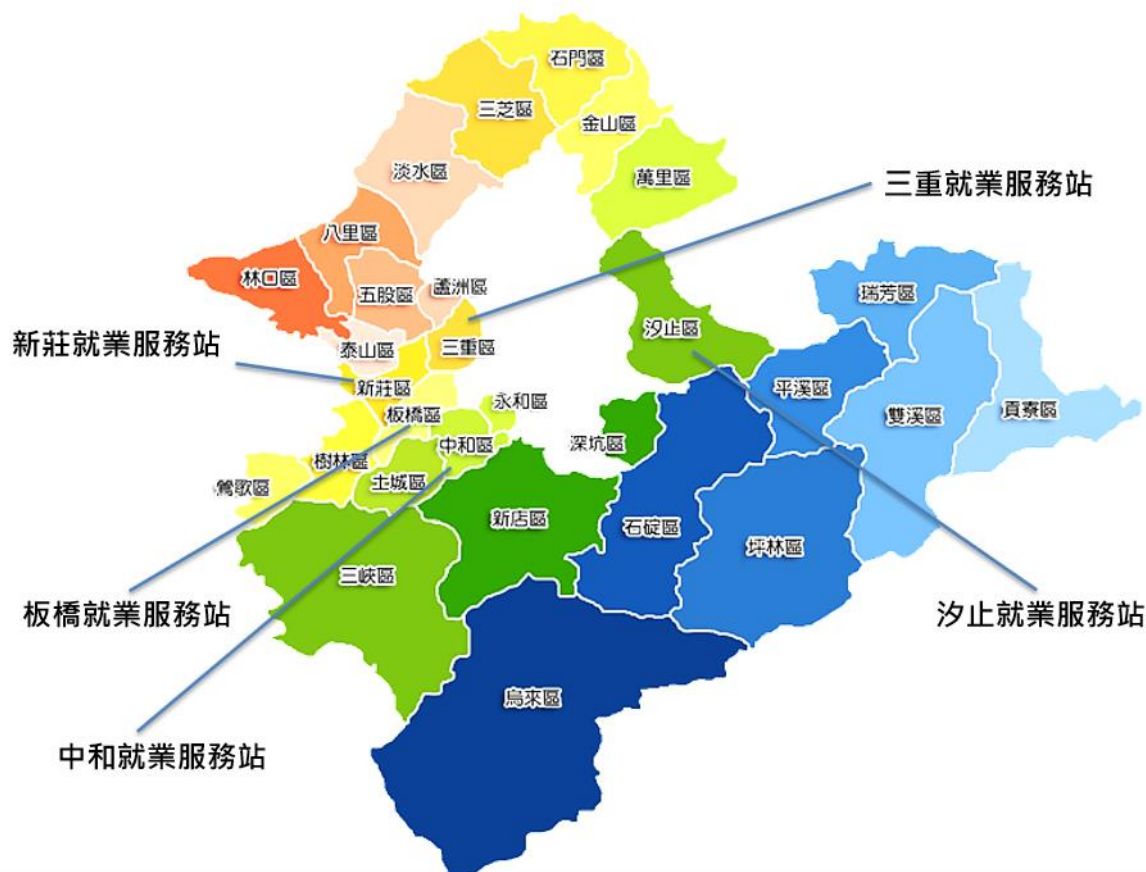 石門區
三芝區
金山區
淡水區
萬里區
三重就業服務站
八里區
林口區
五股區
蘆洲區
瑞芳區
汐止區
新莊就業服務站
泰山區
三重區
新莊區
平溪區
永和區
板橋區
雙溪區
貢寮區
中和區
深坑區
樹林區
土城區
鶯歌區
新店區
石碇區
坪林區
三峽區
板橋就業服務站
汐止就業服務站
烏來區
中和就業服務站